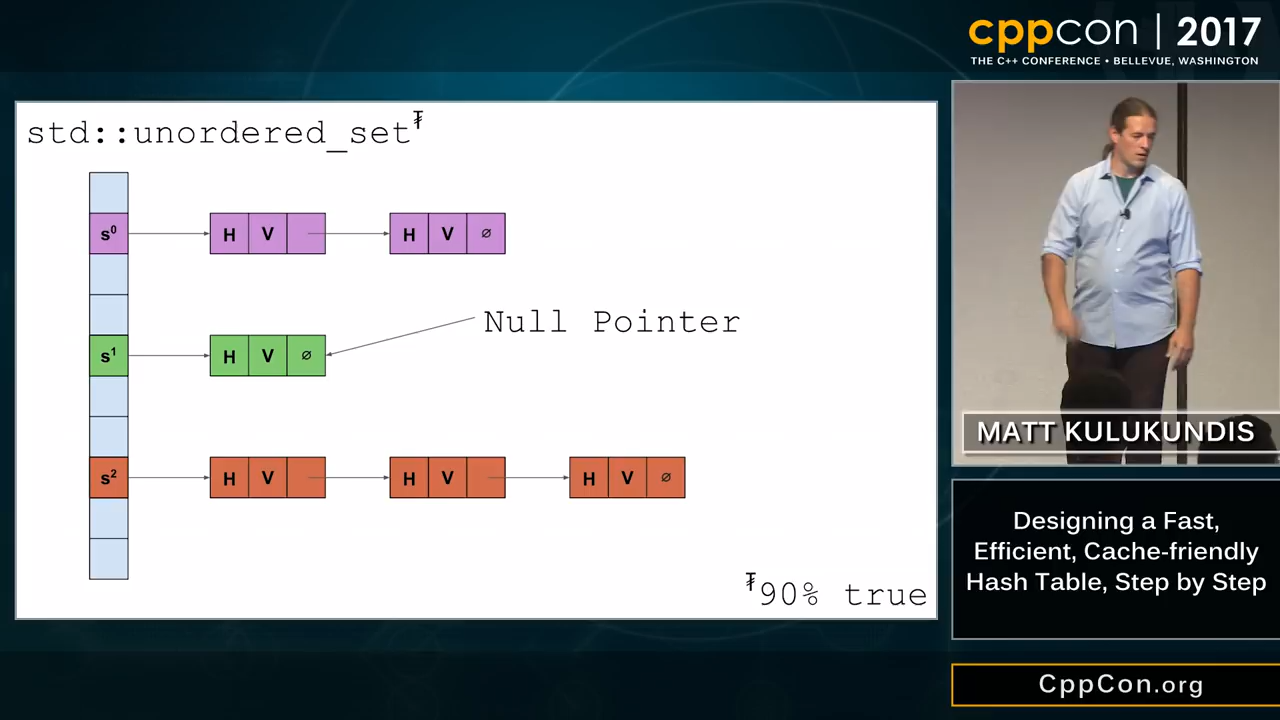 cppcon | 2017
THE C++ CONFERENCE • BELLEVUE, WASHINGTON
std::unordered_set
s⁰ H V H V ∅
Null Pointer
s¹ H V ∅
s² H V H V H V ∅
90% true
MATT KULUKUNDIS
Designing a Fast,
Efficient, Cache-friendly
Hash Table, Step by Step
CppCon.org